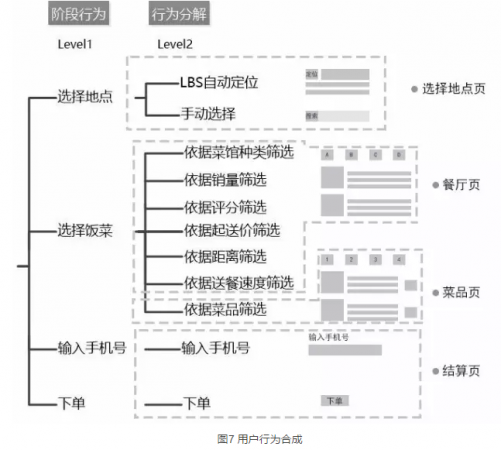 阶段行为 行为分解
Level1 Level2
选择地点
LBS自动定位
手动选择
定位
搜索
选择地点页
选择饭菜
依据菜馆种类筛选
依据销量筛选
依据评分筛选
依据起送价筛选
依据距离筛选
依据送餐速度筛选
依据菜品筛选
A B C D
餐厅页
1 2 3 4
菜品页
输入手机号 输入手机号
输入手机号
下单 下单
下单
结算页
图7 用户行为合成